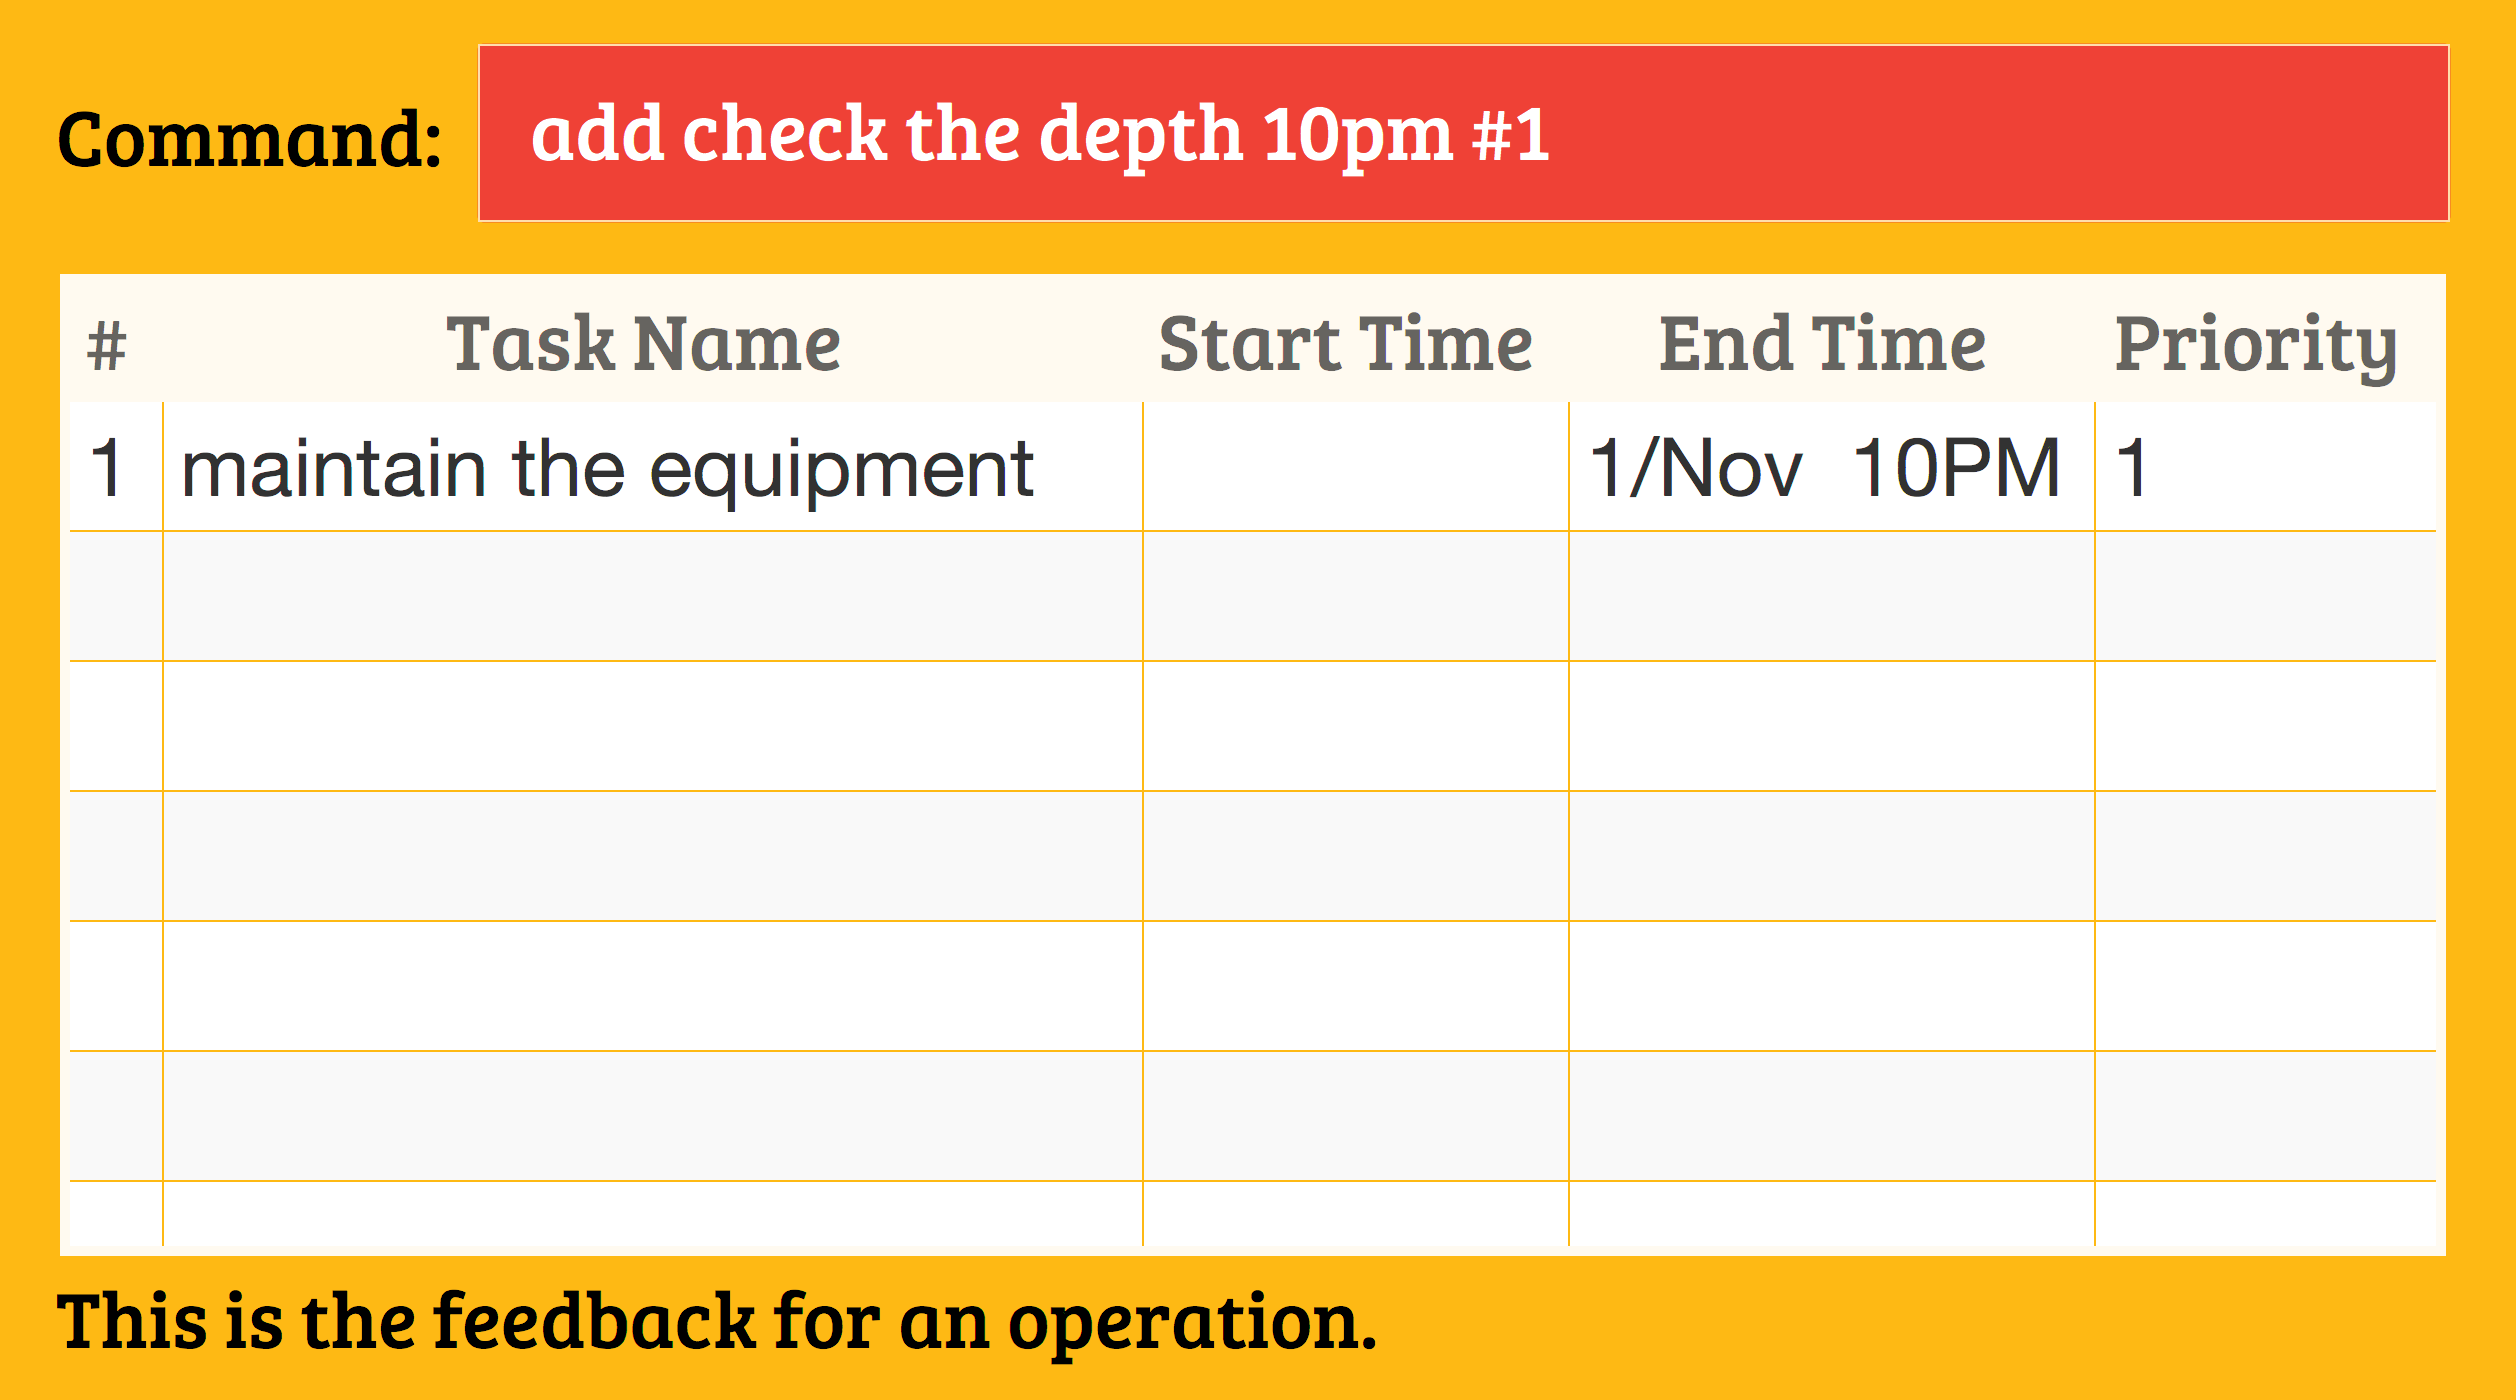 Command: add check the depth 10pm #1
# Task Name Start Time End Time Priority
1 maintain the equipment 1/Nov 10PM 1
This is the feedback for an operation.